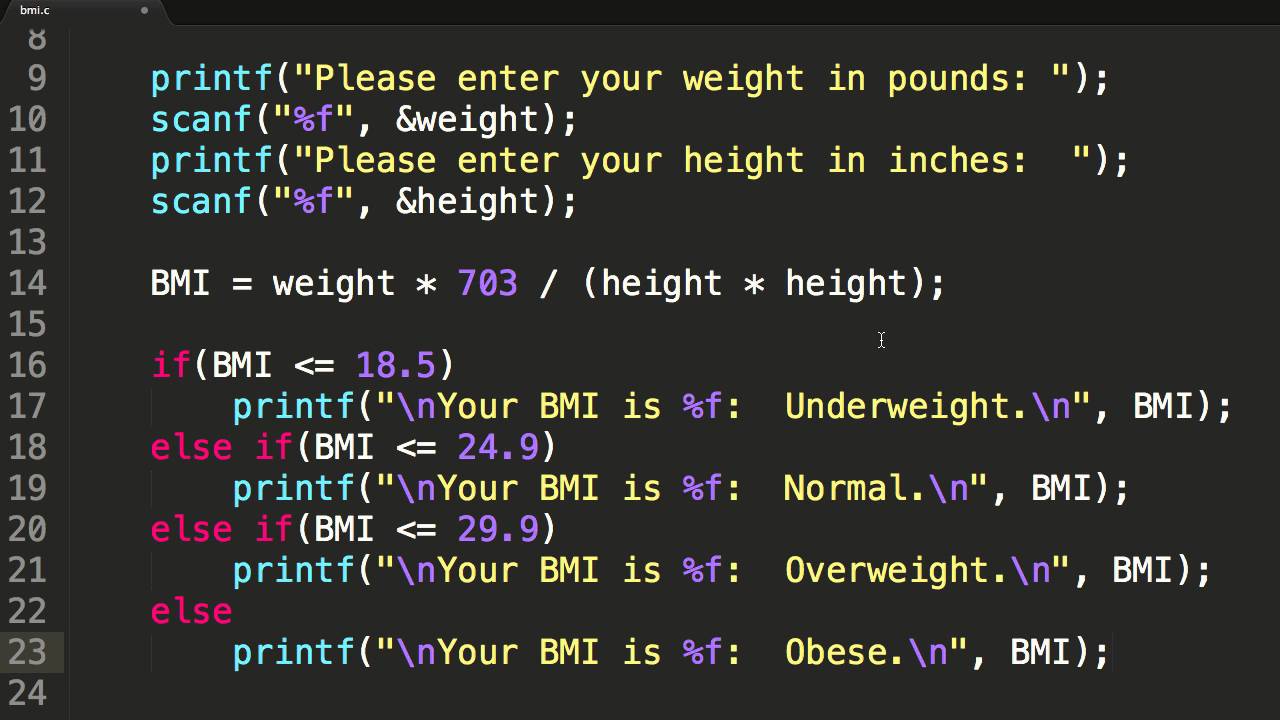 bmi.c
8
9 printf("Please enter your weight in pounds: ");
10 scanf("%f", &weight);
11 printf("Please enter your height in inches:  ");
12 scanf("%f", &height);
13
14 BMI = weight * 703 / (height * height);
15
16 if(BMI <= 18.5)
17 printf("\nYour BMI is %f:  Underweight.\n", BMI);
18 else if(BMI <= 24.9)
19 printf("\nYour BMI is %f:  Normal.\n", BMI);
20 else if(BMI <= 29.9)
21 printf("\nYour BMI is %f:  Overweight.\n", BMI);
22 else
23 printf("\nYour BMI is %f:  Obese.\n", BMI);
24